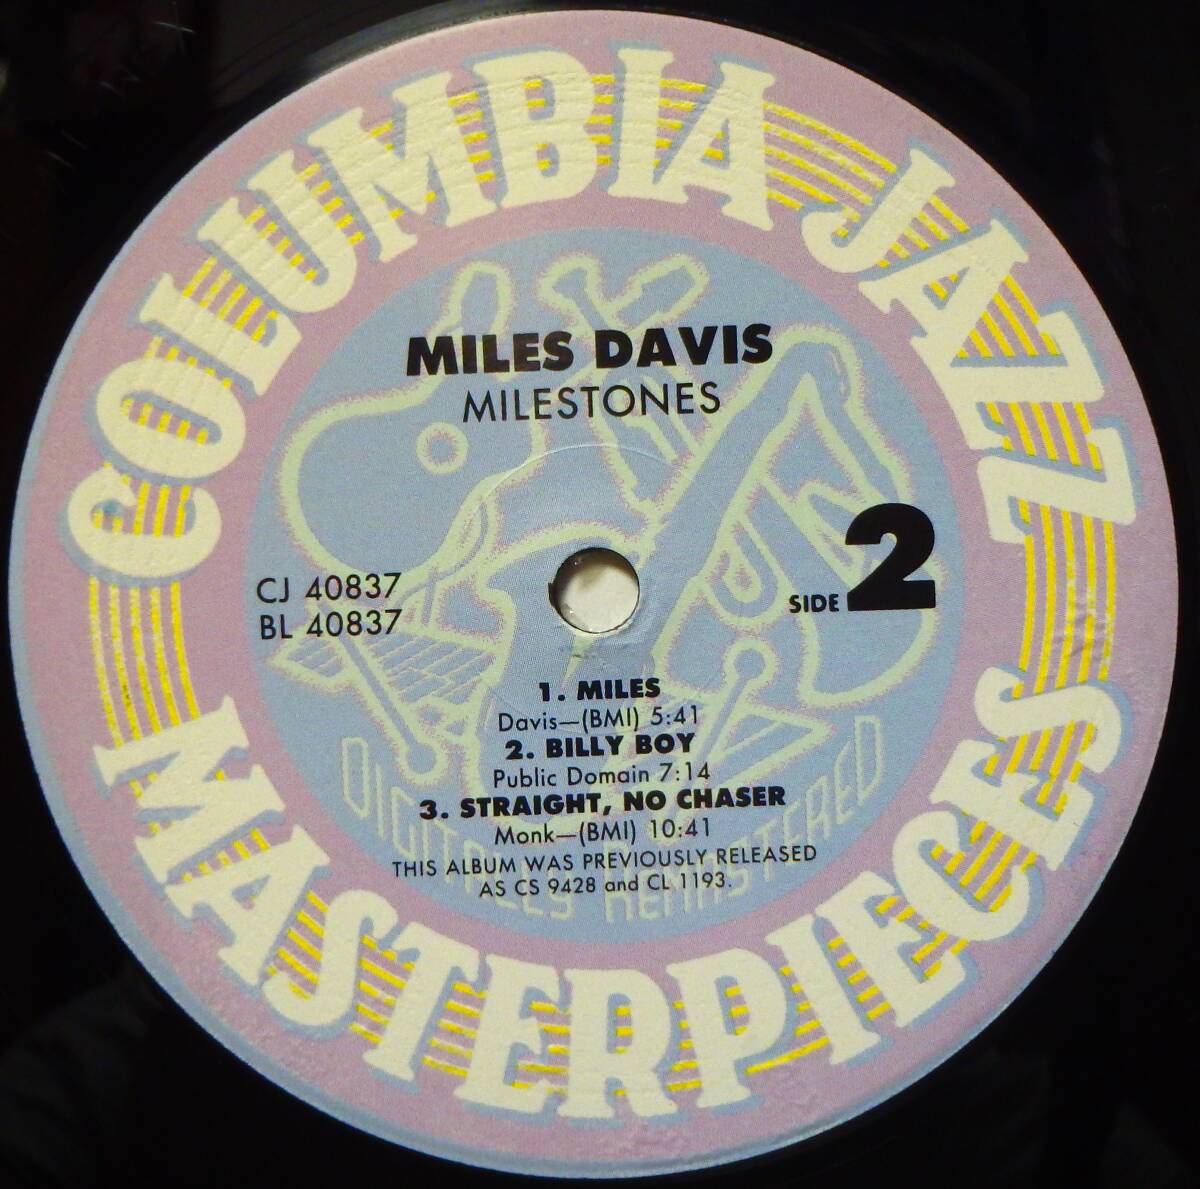 COLUMBIA JAZZ
MASTERPIECES
MILES DAVIS
MILESTONES
CJ 40837
BL 40837
SIDE 2
1. MILES
Davis—(BMI) 5:41
2. BILLY BOY
Public Domain 7:14
3. STRAIGHT, NO CHASER
Monk—(BMI) 10:41
THIS ALBUM WAS PREVIOUSLY RELEASED
AS CS 9428 and CL 1193.
DIGITALLY REMASTERED